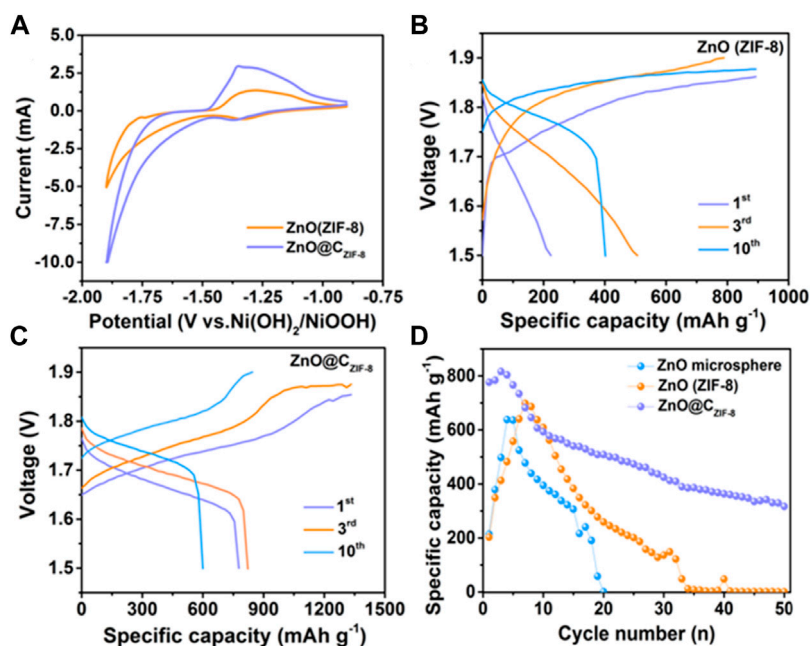 A
5.0
2.5
0.0
-2.5
-5.0
-7.5
-10.0
Current (mA)
ZnO(ZIF-8)
ZnO@C_ZIF-8
-2.00 -1.75 -1.50 -1.25 -1.00 -0.75
Potential (V vs.Ni(OH)₂/NiOOH)
B
ZnO (ZIF-8)
1.9
1.8
1.7
1.6
1.5
Voltage (V)
1st
3rd
10th
0 200 400 600 800 1000
Specific capacity (mAh g⁻¹)
C
ZnO@C_ZIF-8
1.9
1.8
1.7
1.6
1.5
Voltage (V)
1st
3rd
10th
0 300 600 900 1200 1500
Specific capacity (mAh g⁻¹)
D
ZnO microsphere
ZnO (ZIF-8)
ZnO@C_ZIF-8
800
600
400
200
0
Specific capacity (mAh g⁻¹)
0 10 20 30 40 50
Cycle number (n)